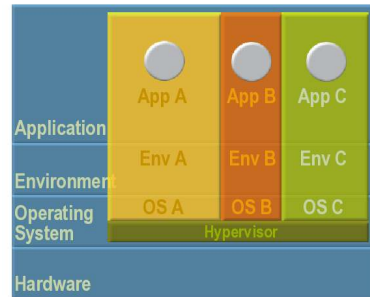 App A App B App C
Application
Env A Env B Env C
Environment
OS A OS B OS C
Operating
System
Hypervisor
Hardware